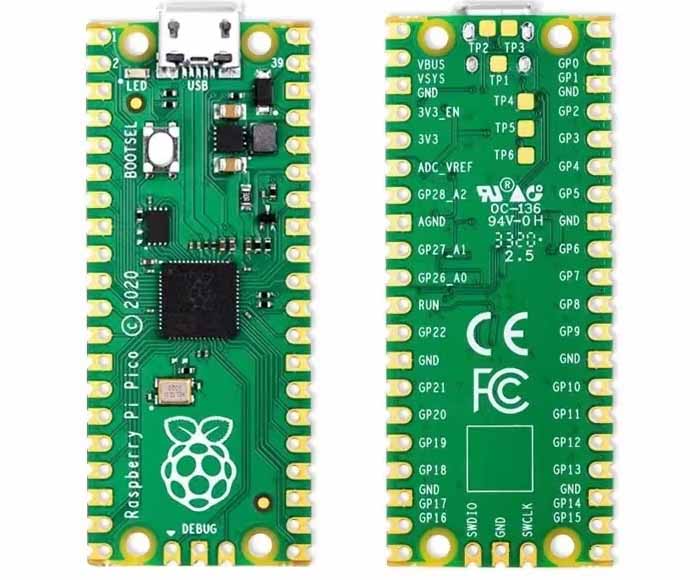 1
2
39
LED
USB
BOOTSEL
Raspberry Pi Pico © 2020
DEBUG
TP2
TP3
TP1
TP4
TP5
TP6
VBUS
VSYS
GND
3V3_EN
3V3
ADC_VREF
GP28_A2
AGND
GP27_A1
GP26_A0
RUN
GP22
GND
GP21
GP20
GP19
GP18
GND
GP17
GP16
GP0
GP1
GND
GP2
GP3
GP4
GP5
GND
GP6
GP7
GP8
GP9
GND
GP10
GP11
GP12
GP13
GND
GP14
GP15
OC-136
94V-0H
3320
2.5
CE
FC
SWDIO
GND
SWCLK